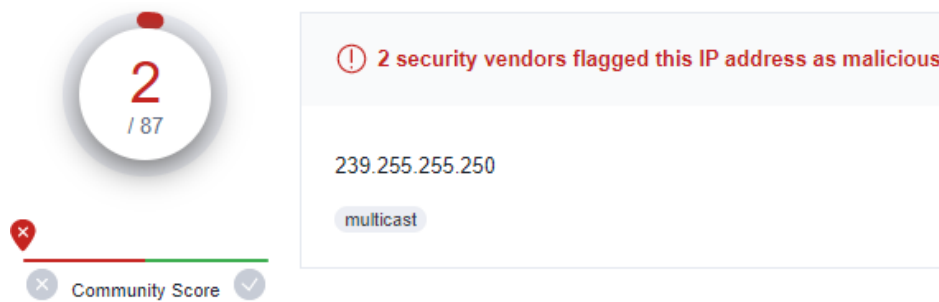 2
/ 87
Community Score
2 security vendors flagged this IP address as malicious
239.255.255.250
multicast